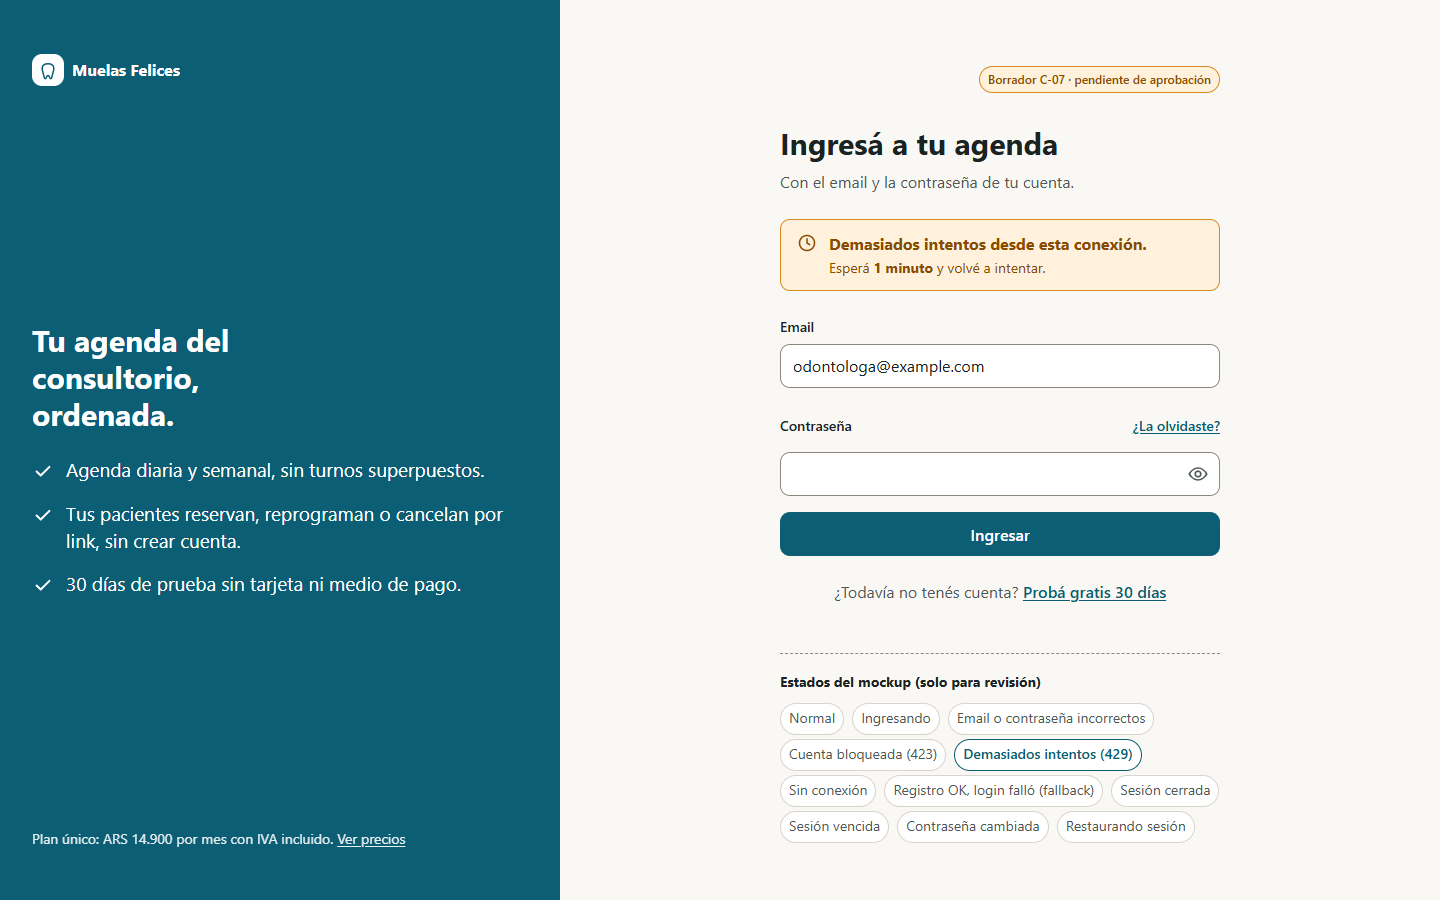 Muelas Felices
Tu agenda del
consultorio,
ordenada.
Agenda diaria y semanal, sin turnos superpuestos.
Tus pacientes reservan, reprograman o cancelan por
link, sin crear cuenta.
30 días de prueba sin tarjeta ni medio de pago.
Plan único: ARS 14.900 por mes con IVA incluido. Ver precios
Borrador C-07 · pendiente de aprobación
Ingresá a tu agenda
Con el email y la contraseña de tu cuenta.
Demasiados intentos desde esta conexión.
Esperá 1 minuto y volvé a intentar.
Email
odontologa@example.com
Contraseña ¿La olvidaste?
Ingresar
¿Todavía no tenés cuenta? Probá gratis 30 días
Estados del mockup (solo para revisión)
Normal Ingresando Email o contraseña incorrectos
Cuenta bloqueada (423) Demasiados intentos (429)
Sin conexión Registro OK, login falló (fallback) Sesión cerrada
Sesión vencida Contraseña cambiada Restaurando sesión